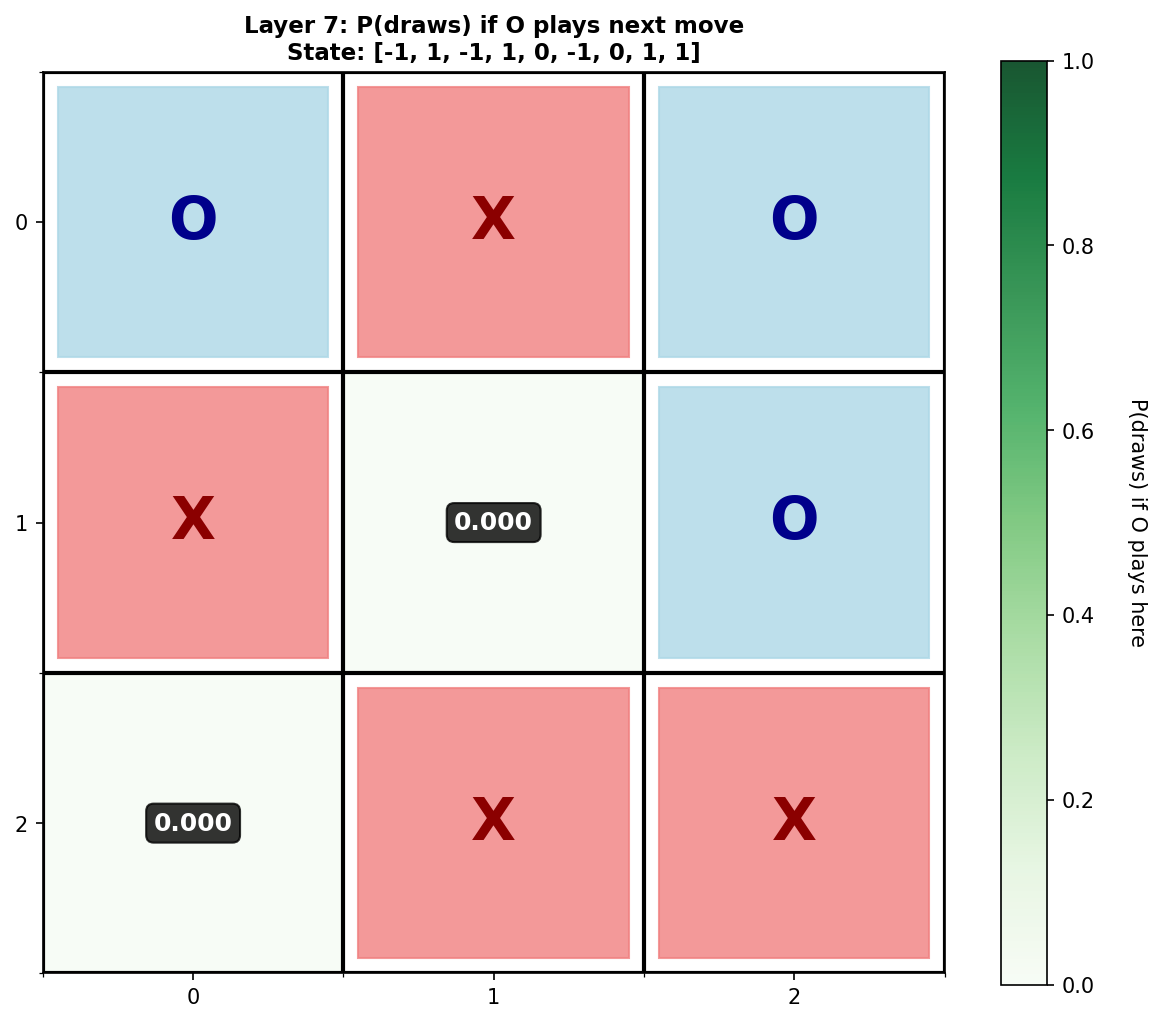 Layer 7: P(draws) if O plays next move
State: [-1, 1, -1, 1, 0, -1, 0, 1, 1]
O X O
X 0.000 O
0.000 X X
0
1
2
0 1 2
1.0
0.8
0.6
0.4
0.2
0.0
P(draws) if O plays here